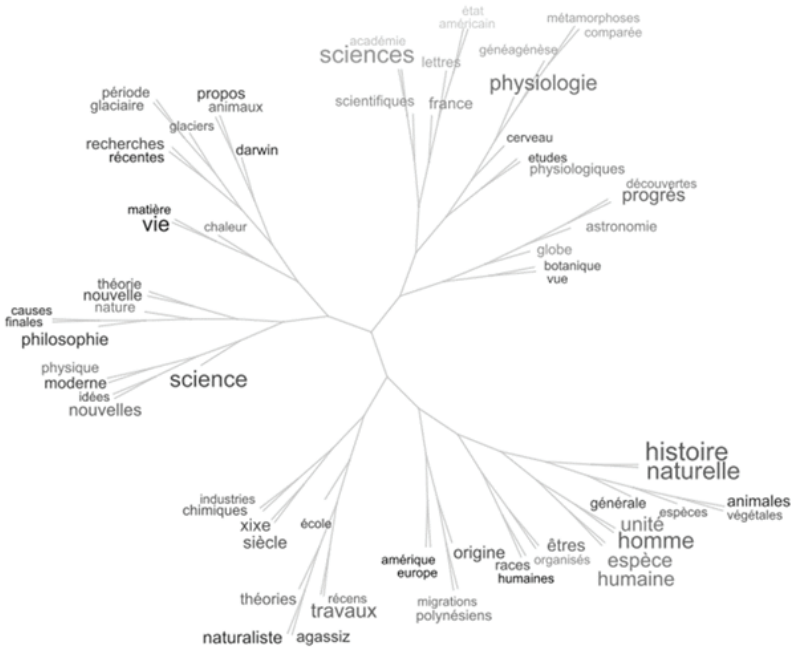 état
américain
académie
sciences
lettres
scientifiques
france
métamorphoses
comparée
généagénèse
physiologie
cerveau
etudes
physiologiques
découvertes
progrès
astronomie
globe
botanique
vue
période
glaciaire
propos
animaux
glaciers
recherches
récentes
darwin
matière
vie
chaleur
théorie
nouvelle
nature
causes
finales
philosophie
physique
moderne
idées
nouvelles
science
industries
chimiques
xixe
siècle
école
théories
récens
travaux
naturaliste
agassiz
amérique
europe
origine
migrations
polynésiens
races
humaines
êtres
organisés
histoire
naturelle
générale
espèces
animales
végétales
unité
homme
espèce
humaine